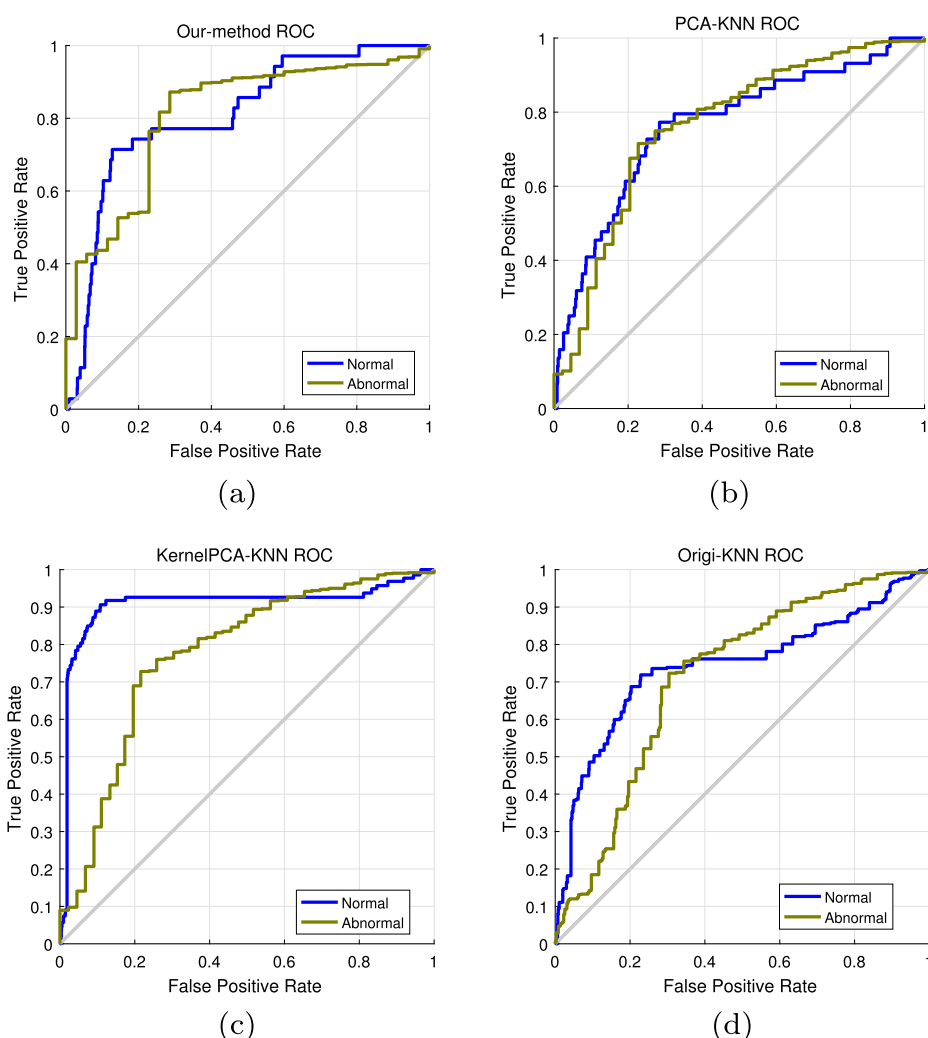 Our-method ROC
1
0.8
0.6
0.4
0.2
0
True Positive Rate
Normal
Abnormal
0 0.2 0.4 0.6 0.8 1
False Positive Rate
(a)
PCA-KNN ROC
1
0.8
0.6
0.4
0.2
0
True Positive Rate
Normal
Abnormal
0 0.2 0.4 0.6 0.8 1
False Positive Rate
(b)
KernelPCA-KNN ROC
1
0.9
0.8
0.7
0.6
0.5
0.4
0.3
0.2
0.1
0
True Positive Rate
Normal
Abnormal
0 0.2 0.4 0.6 0.8 1
False Positive Rate
(c)
Origi-KNN ROC
1
0.9
0.8
0.7
0.6
0.5
0.4
0.3
0.2
0.1
0
True Positive Rate
Normal
Abnormal
0 0.2 0.4 0.6 0.8
False Positive Rate
(d)